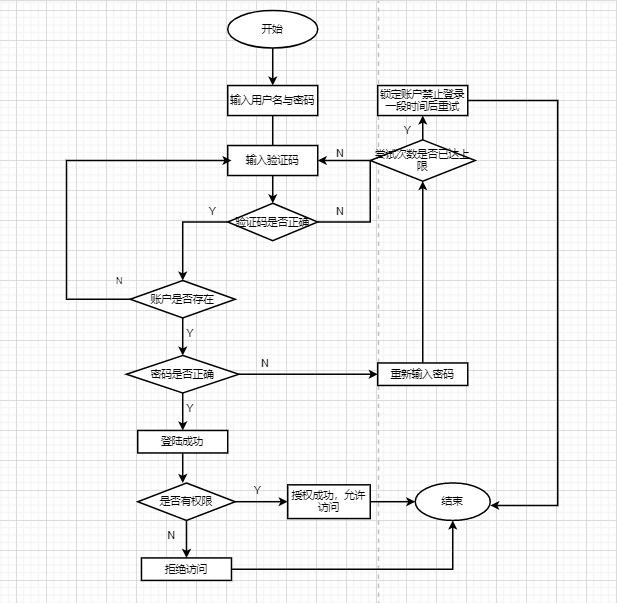 开始
输入用户名与密码
锁定账户禁止登录
一段时间后重试
Y
输入验证码
N
尝试次数是否已达上
限
Y
验证码是否正确
N
N
账户是否存在
Y
密码是否正确
N
重新输入密码
Y
登陆成功
是否有权限
Y
授权成功，允许
访问
结束
N
拒绝访问